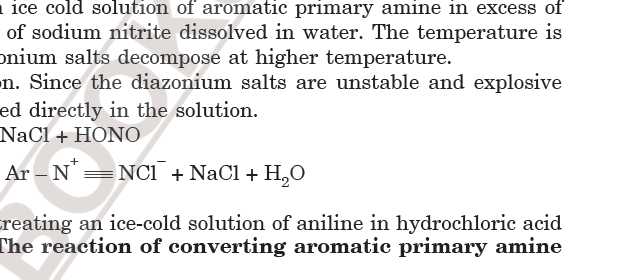 ice cold solution of aromatic primary amine in excess of
of sodium nitrite dissolved in water. The temperature is
onium salts decompose at higher temperature.
on. Since the diazonium salts are unstable and explosive
ed directly in the solution.
NaCl + HONO
Ar – N⁺ ≡ NCl⁻ + NaCl + H₂O
treating an ice-cold solution of aniline in hydrochloric acid
The reaction of converting aromatic primary amine
BOOK